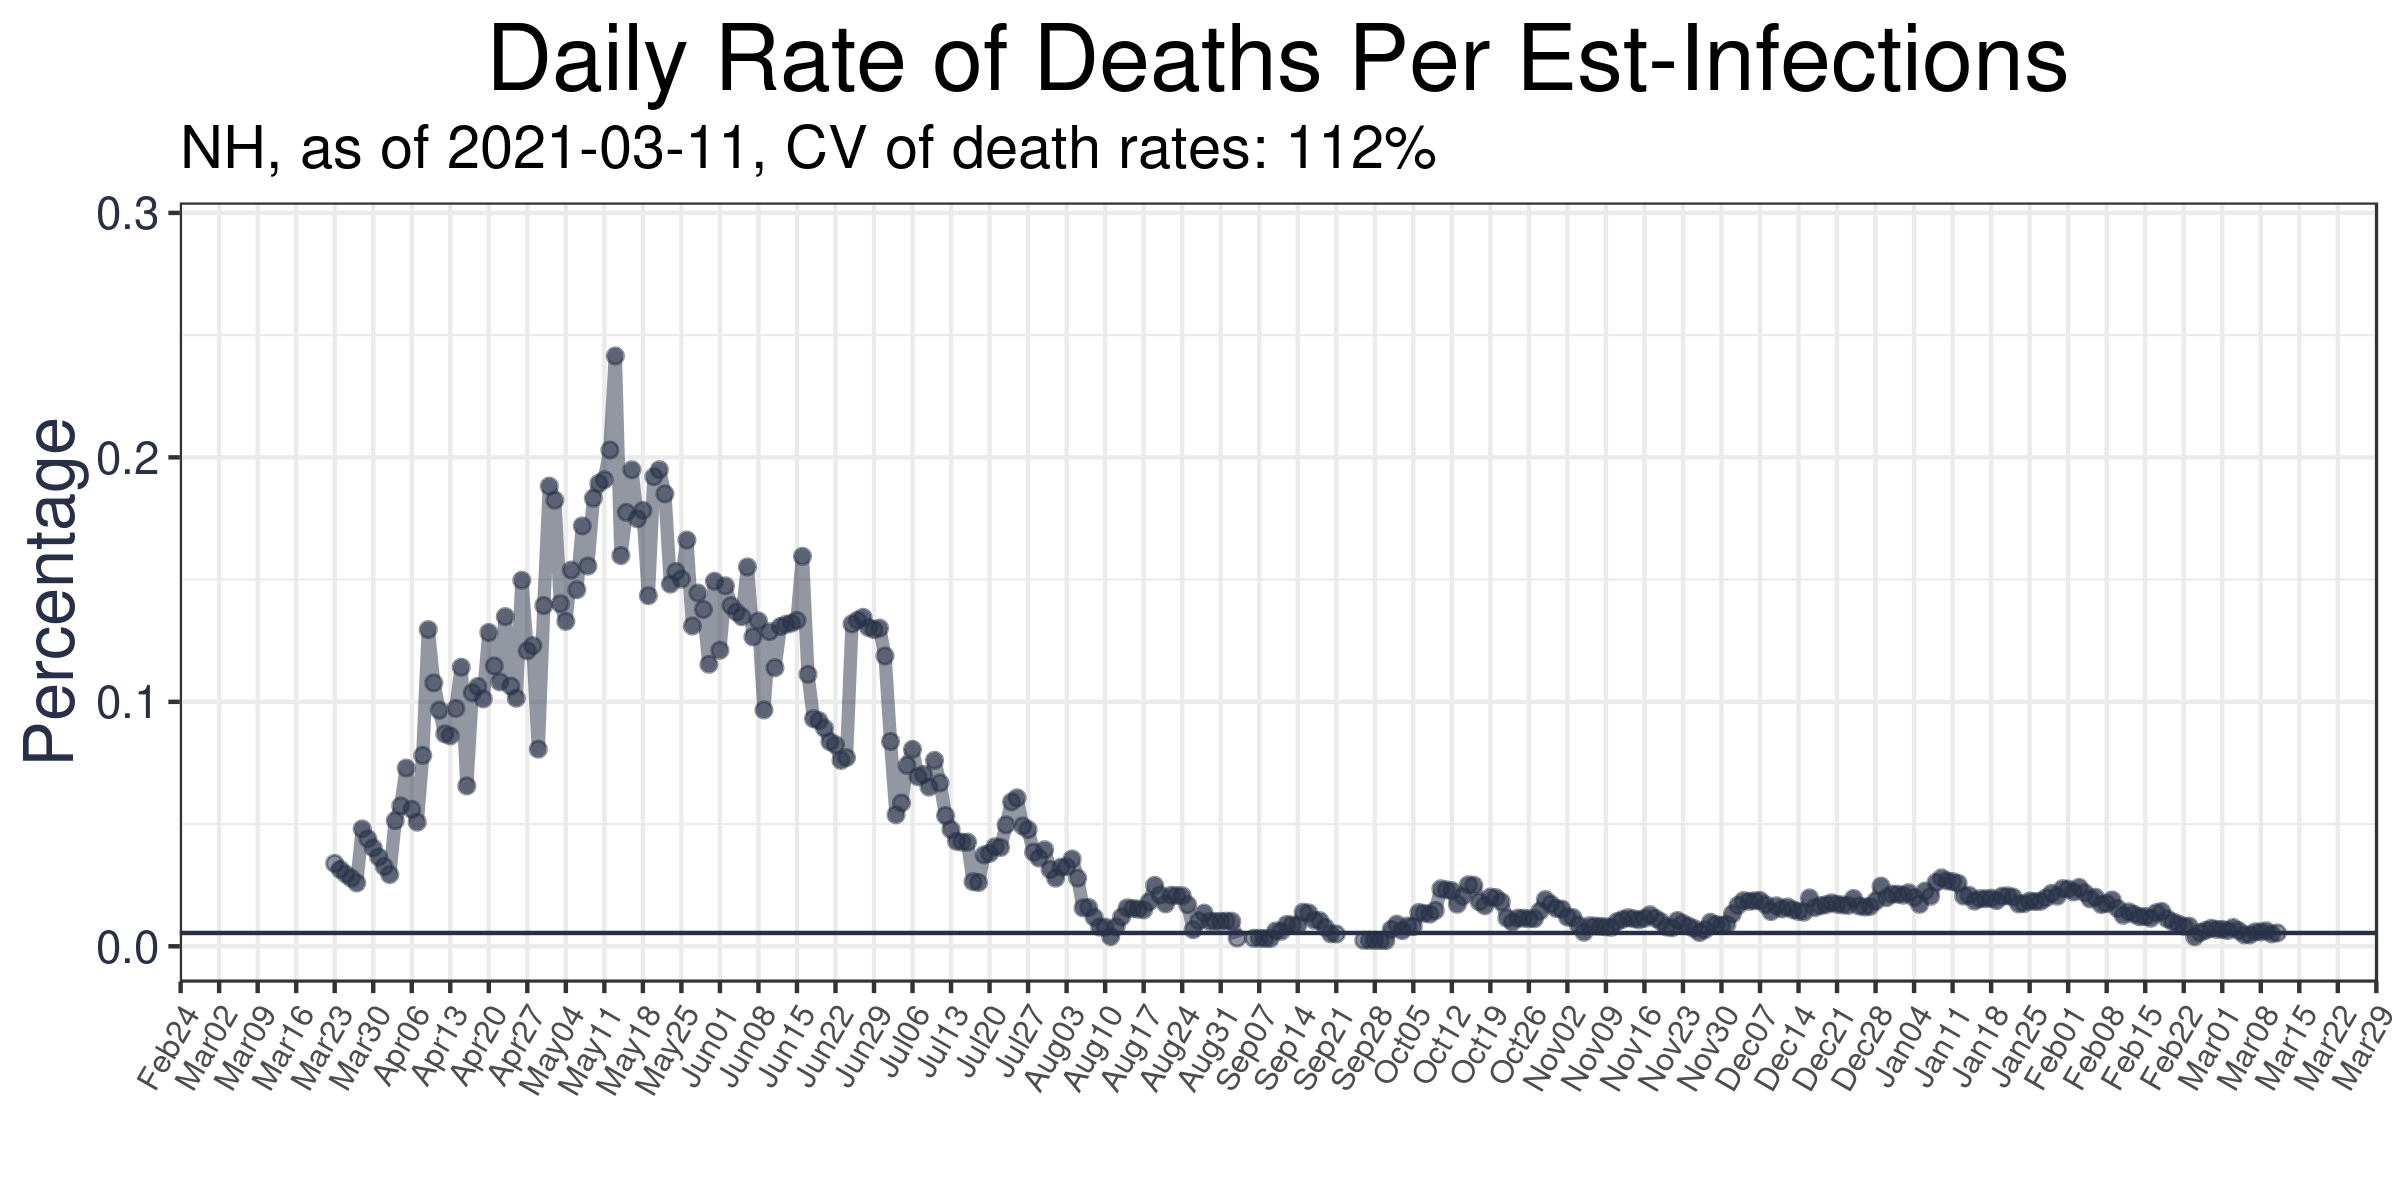 Daily Rate of Deaths Per Est-Infections
NH, as of 2021-03-11, CV of death rates: 112%
Percentage
0.3
0.2
0.1
0.0
Feb24
Mar02
Mar09
Mar16
Mar23
Mar30
Apr06
Apr13
Apr20
Apr27
May04
May11
May18
May25
Jun01
Jun08
Jun15
Jun22
Jun29
Jul06
Jul13
Jul20
Jul27
Aug03
Aug10
Aug17
Aug24
Aug31
Sep07
Sep14
Sep21
Sep28
Oct05
Oct12
Oct19
Oct26
Nov02
Nov09
Nov16
Nov23
Nov30
Dec07
Dec14
Dec21
Dec28
Jan04
Jan11
Jan18
Jan25
Feb01
Feb08
Feb15
Feb22
Mar01
Mar08
Mar15
Mar22
Mar29